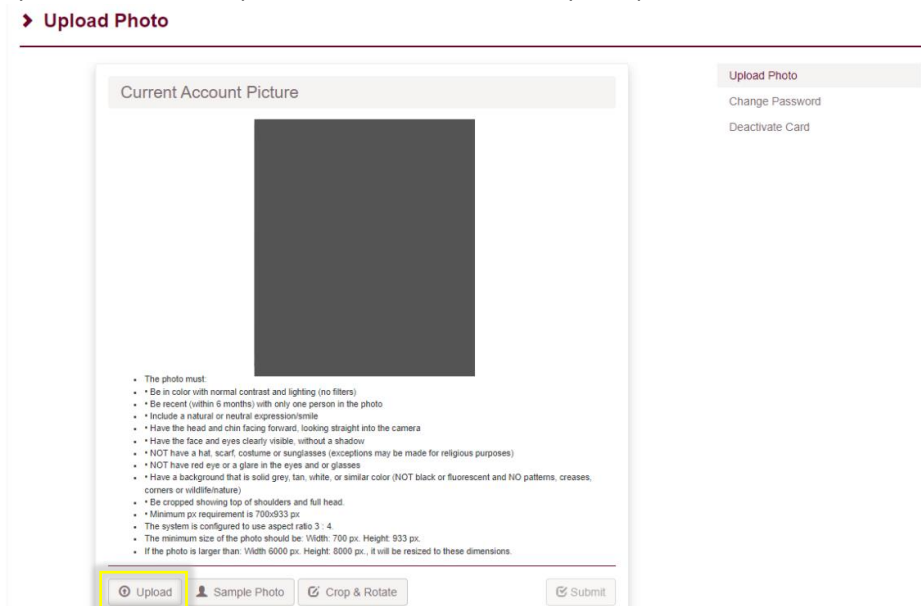 Upload Photo
Current Account Picture
Upload Photo
Change Password
Deactivate Card
• The photo must:
• • Be in color with normal contrast and lighting (no filters)
• • Be recent (within 6 months) with only one person in the photo
• • Include a natural or neutral expression/smile
• • Have the head and chin facing forward, looking straight into the camera
• • Have the face and eyes clearly visible, without a shadow
• • NOT have a hat, scarf, costume or sunglasses (exceptions may be made for religious purposes)
• • NOT have red eye or a glare in the eyes and or glasses
• • Have a background that is solid grey, tan, white, or similar color (NOT black or fluorescent and NO patterns, creases,
corners or wildlife/nature)
• • Be cropped showing top of shoulders and full head.
• • Minimum px requirement is 700x933 px
• The system is configured to use aspect ratio 3 : 4.
• The minimum size of the photo should be: Width: 700 px. Height: 933 px.
• If the photo is larger than: Width 6000 px. Height: 8000 px., it will be resized to these dimensions.
Upload
Sample Photo
Crop & Rotate
Submit